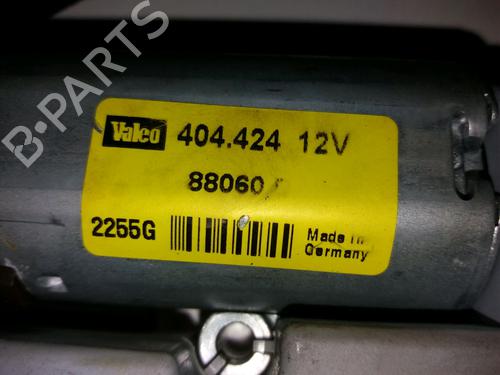 B-PARTS
Valeo 404.424 12V
88060
2255G
Made in
Germany